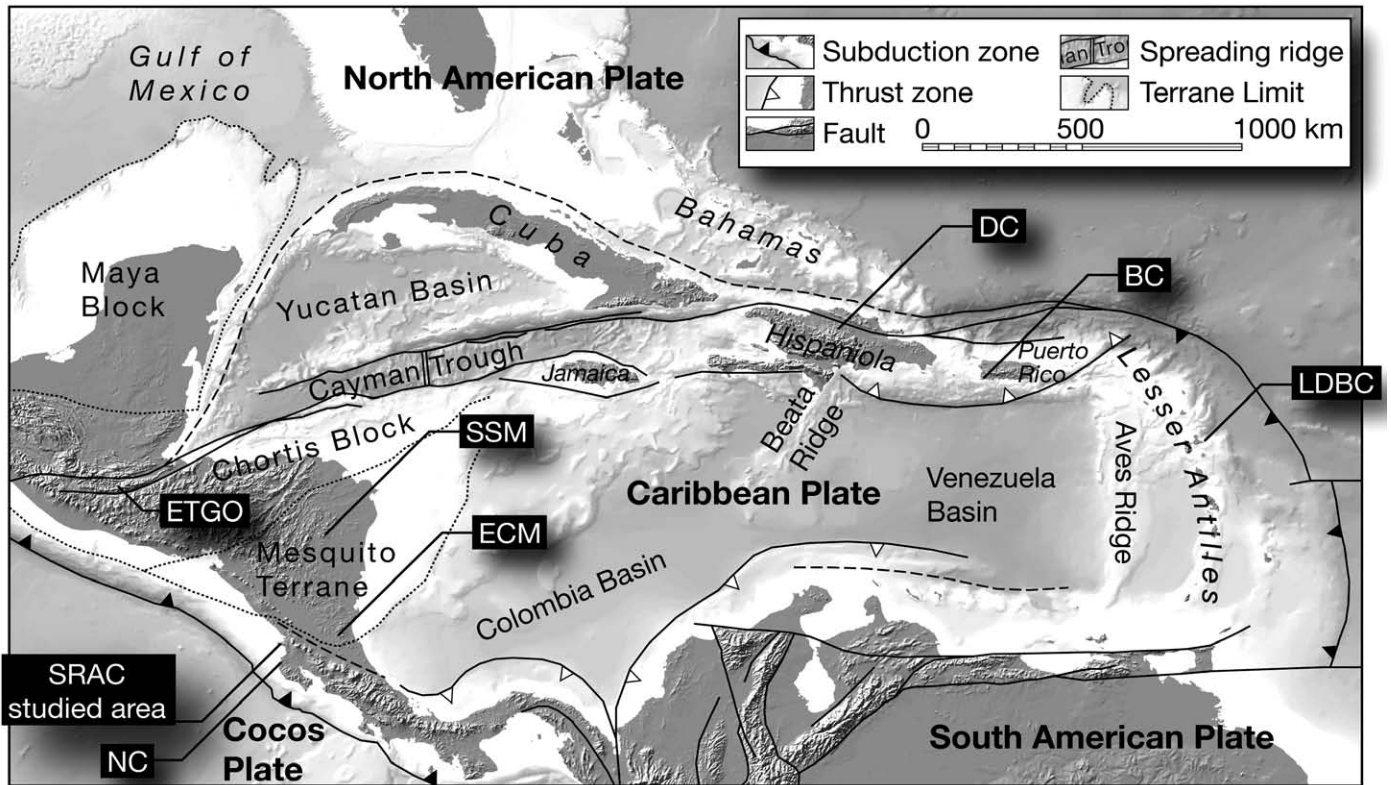 Gulf of
Mexico
North American Plate
Subduction zone
Thrust zone
Fault
ian Tro
Spreading ridge
Terrane Limit
0 500 1000 km
Maya
Block
Yucatan Basin
Cuba
Bahamas
DC
BC
Cayman Trough
Jamaica
Hispaniola
Puerto
Rico
Lesser Antilles
LDBC
Beata
Ridge
Chortis Block
SSM
ETGO
Caribbean Plate
Venezuela
Basin
Aves Ridge
Mesquito
Terrane
ECM
Colombia Basin
SRAC
studied area
NC
Cocos
Plate
South American Plate